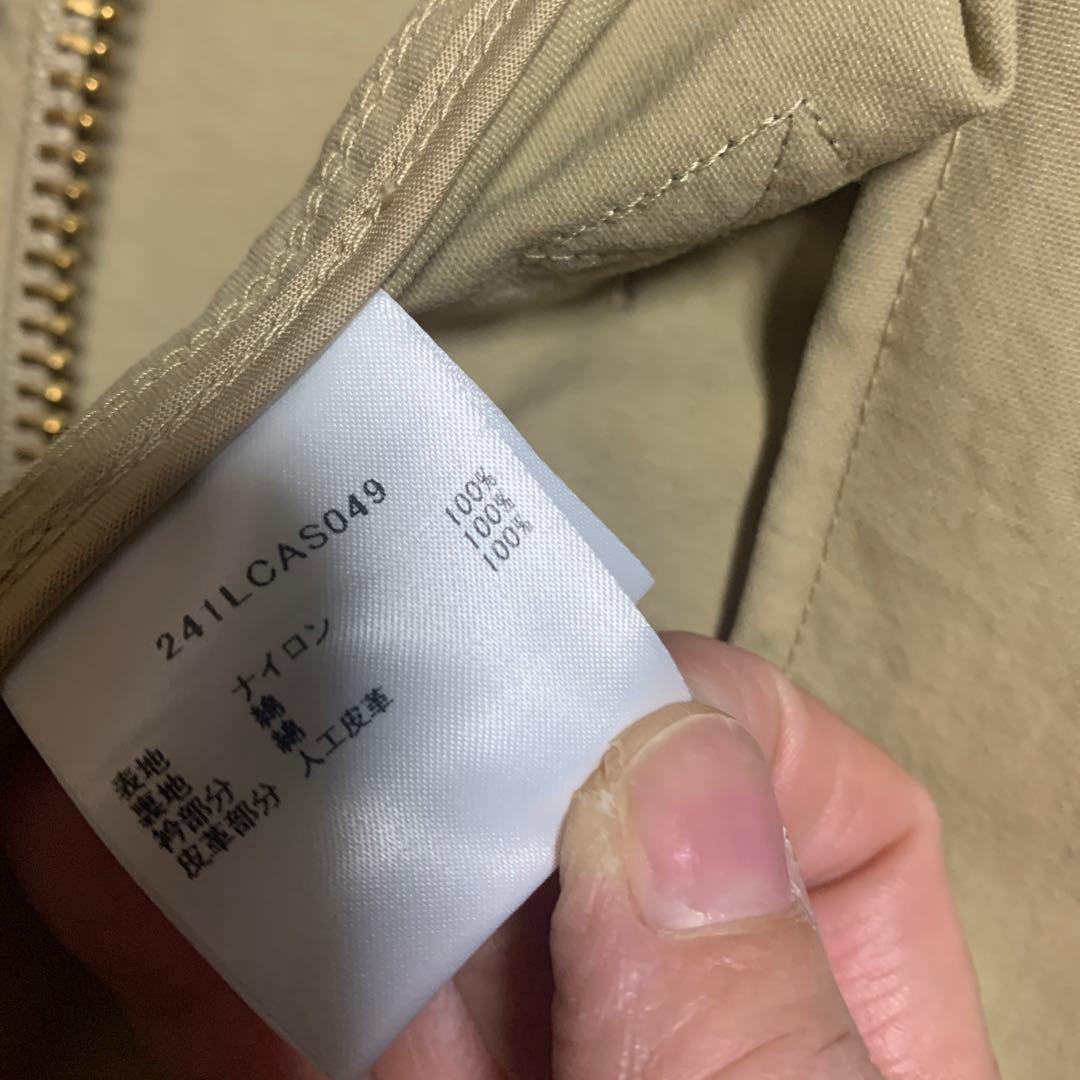 241LCAS049
表地 ナイロン 100%
裏地 綿 100%
衿部分 綿 100%
皮革部分 人工皮革